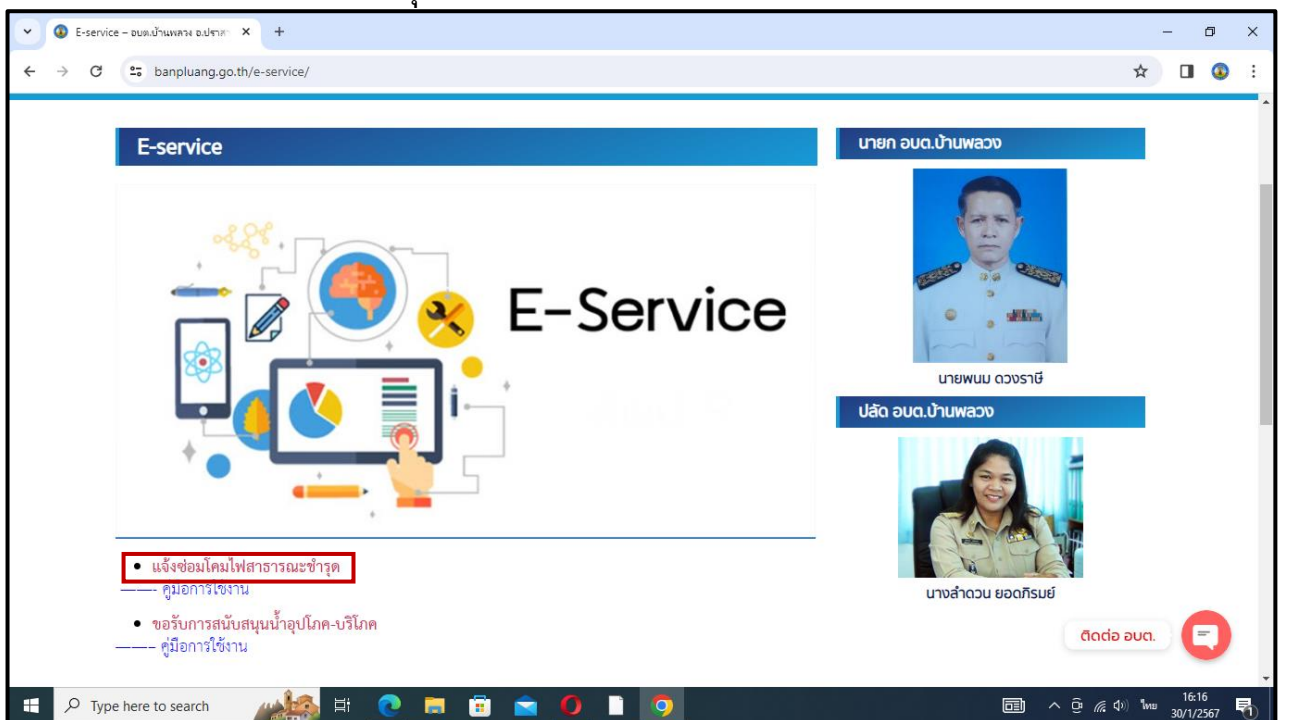 E-service – อบต.บ้านพลวง อ.ปราสา
banpluang.go.th/e-service/
E-service
E-Service
แจ้งซ่อมโคมไฟสาธารณะชำรุด
——- คู่มือการใช้งาน
ขอรับการสนับสนุนน้ำอุปโภค-บริโภค
——– คู่มือการใช้งาน
นายก อบต.บ้านพลวง
นายพนม ดวงราษี
ปลัด อบต.บ้านพลวง
นางลำดวน ยอดภิรมย์
ติดต่อ อบต.
Type here to search
ไทย
16:16
30/1/2567
1